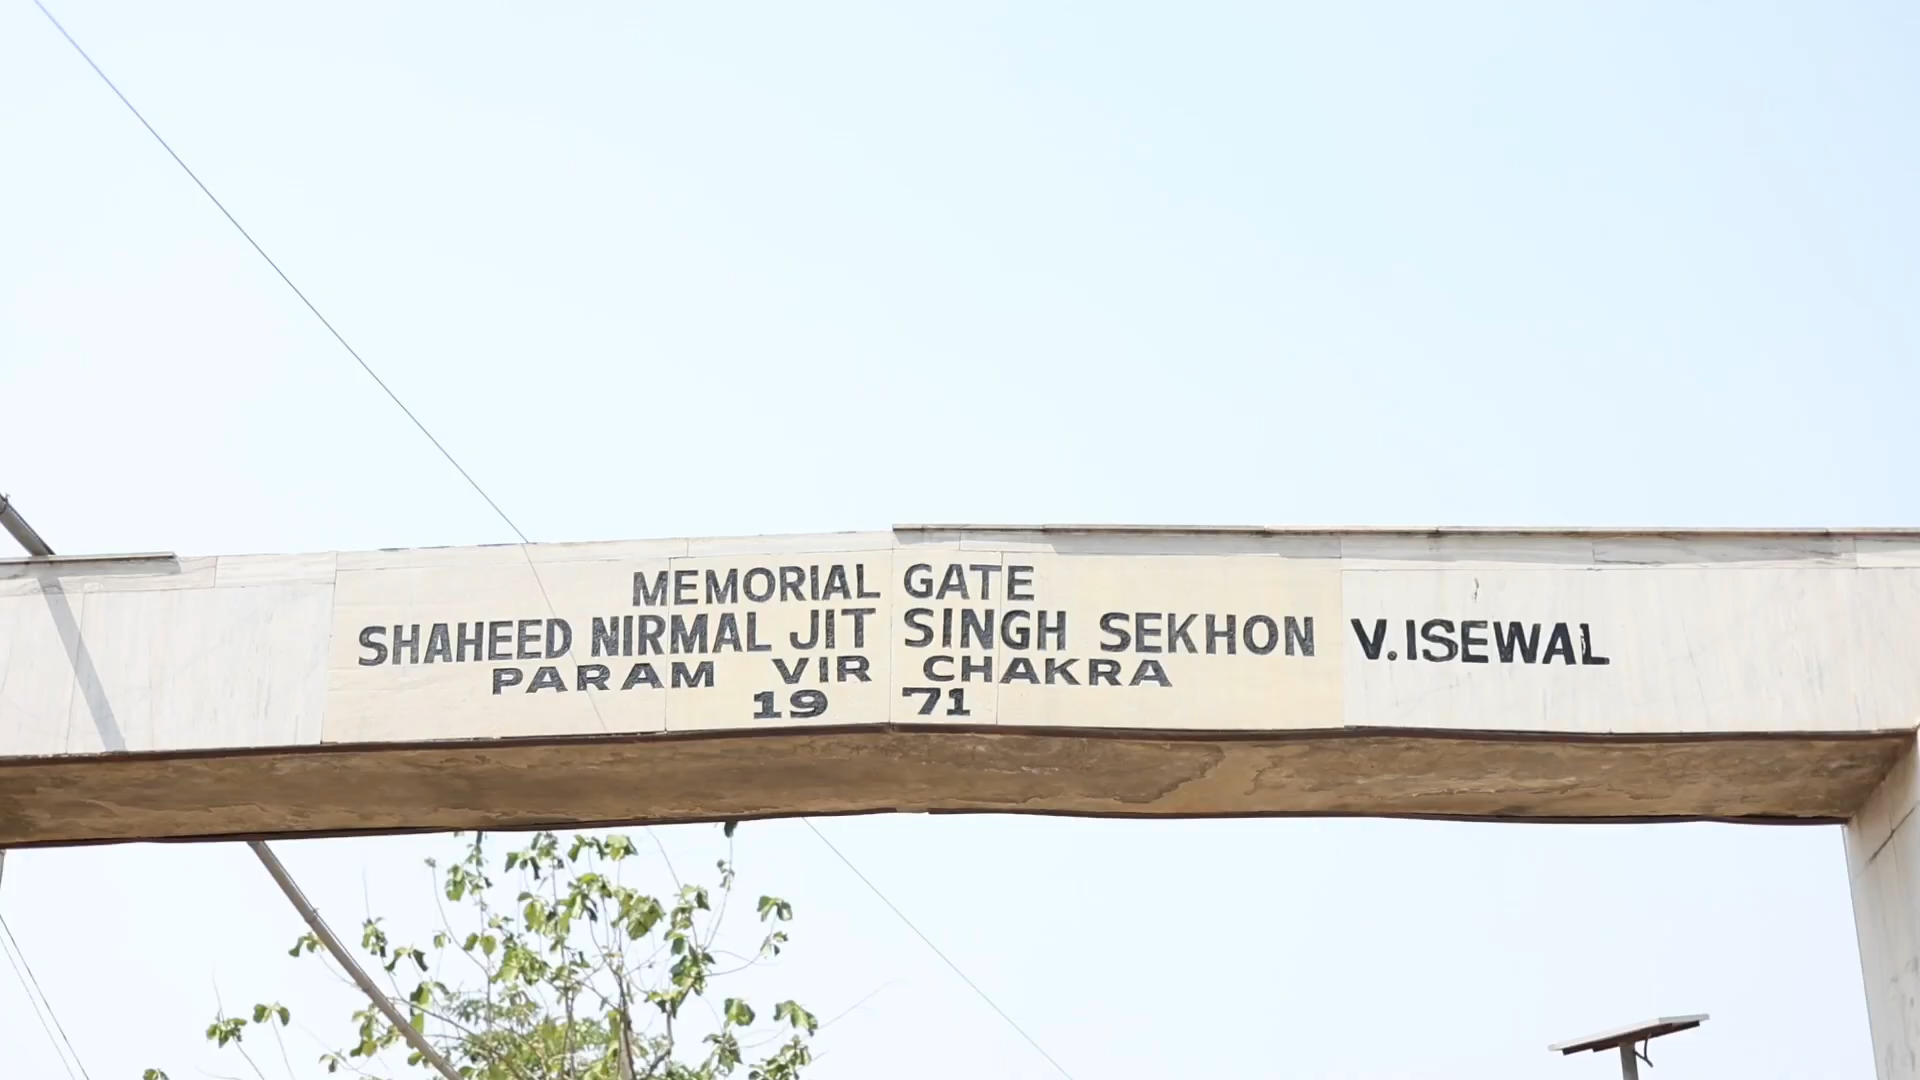 MEMORIAL GATE
SHAHEED NIRMAL JIT SINGH SEKHON V.ISEWAL
PARAM VIR CHAKRA
19 71